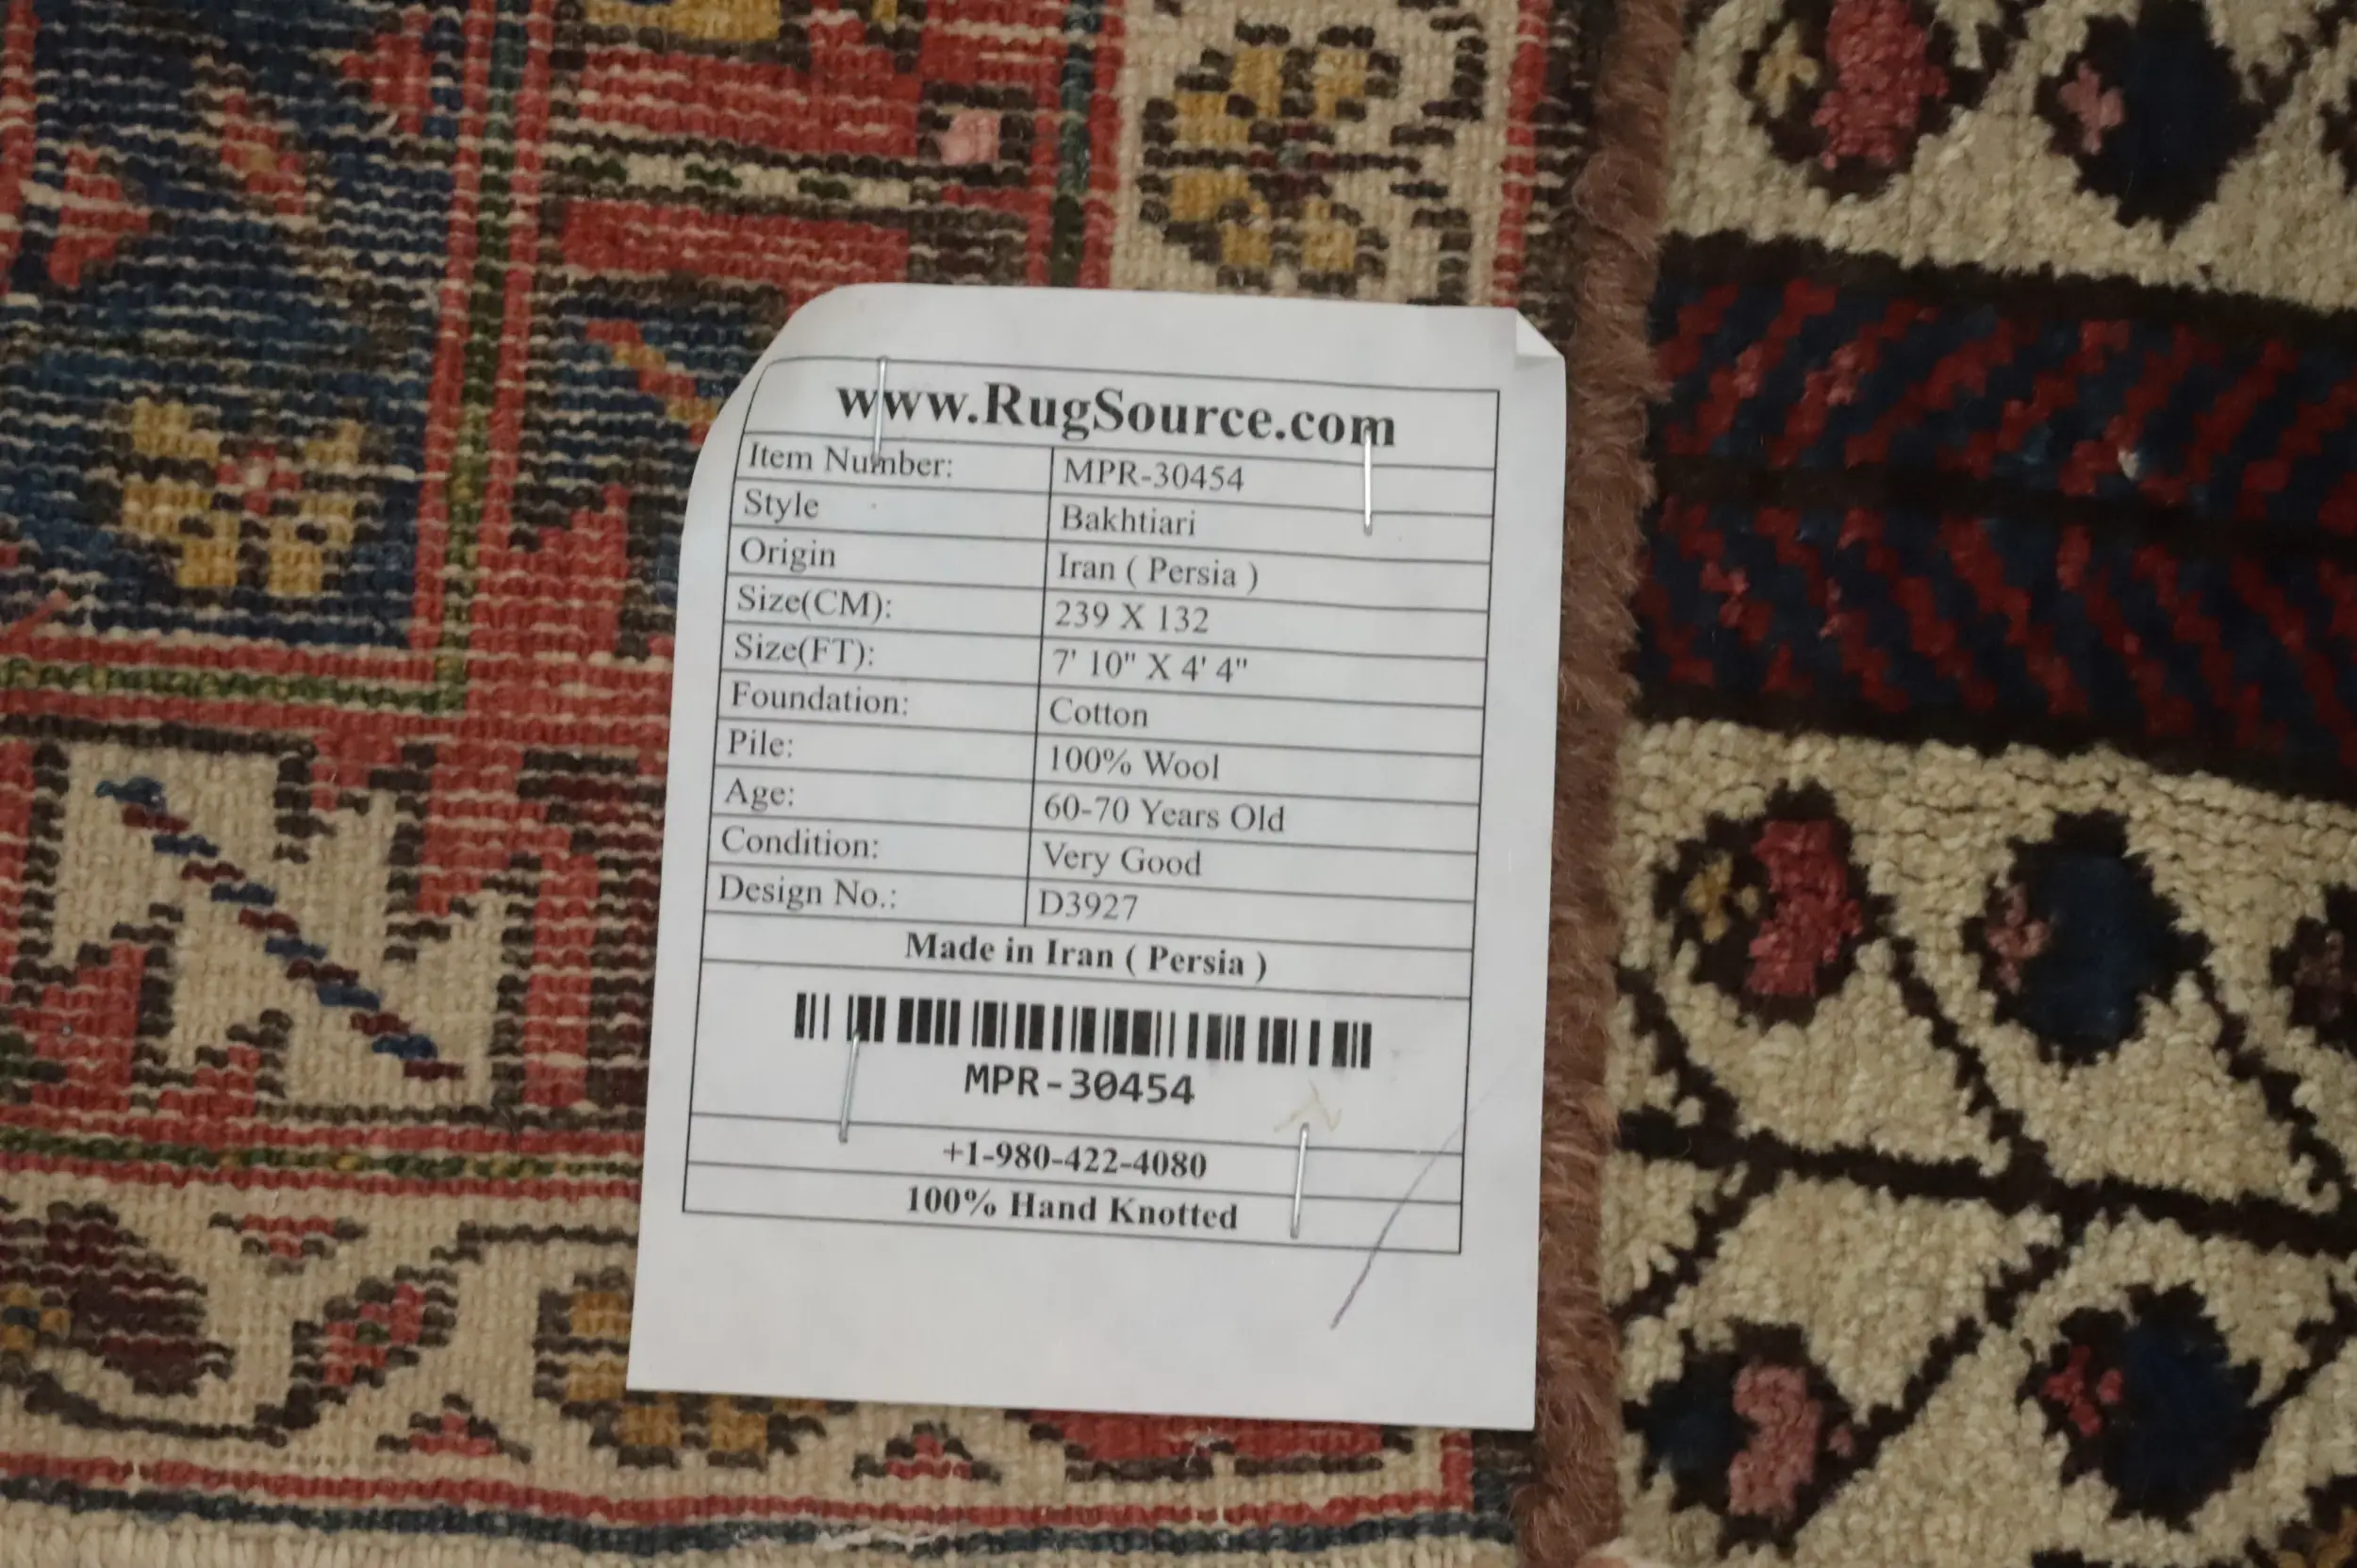 www.RugSource.com
Item Number: MPR-30454
Style Bakhtiari
Origin Iran ( Persia )
Size(CM): 239 X 132
Size(FT): 7' 10" X 4' 4"
Foundation: Cotton
Pile: 100% Wool
Age: 60-70 Years Old
Condition: Very Good
Design No.: D3927
Made in Iran ( Persia )
MPR-30454
+1-980-422-4080
100% Hand Knotted